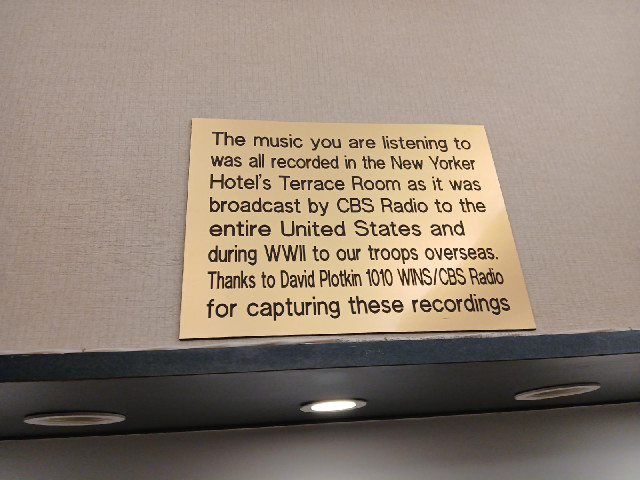 The music you are listening to
was all recorded in the New Yorker
Hotel's Terrace Room as it was
broadcast by CBS Radio to the
entire United States and
during WWII to our troops overseas.
Thanks to David Plotkin 1010 WINS/CBS Radio
for capturing these recordings